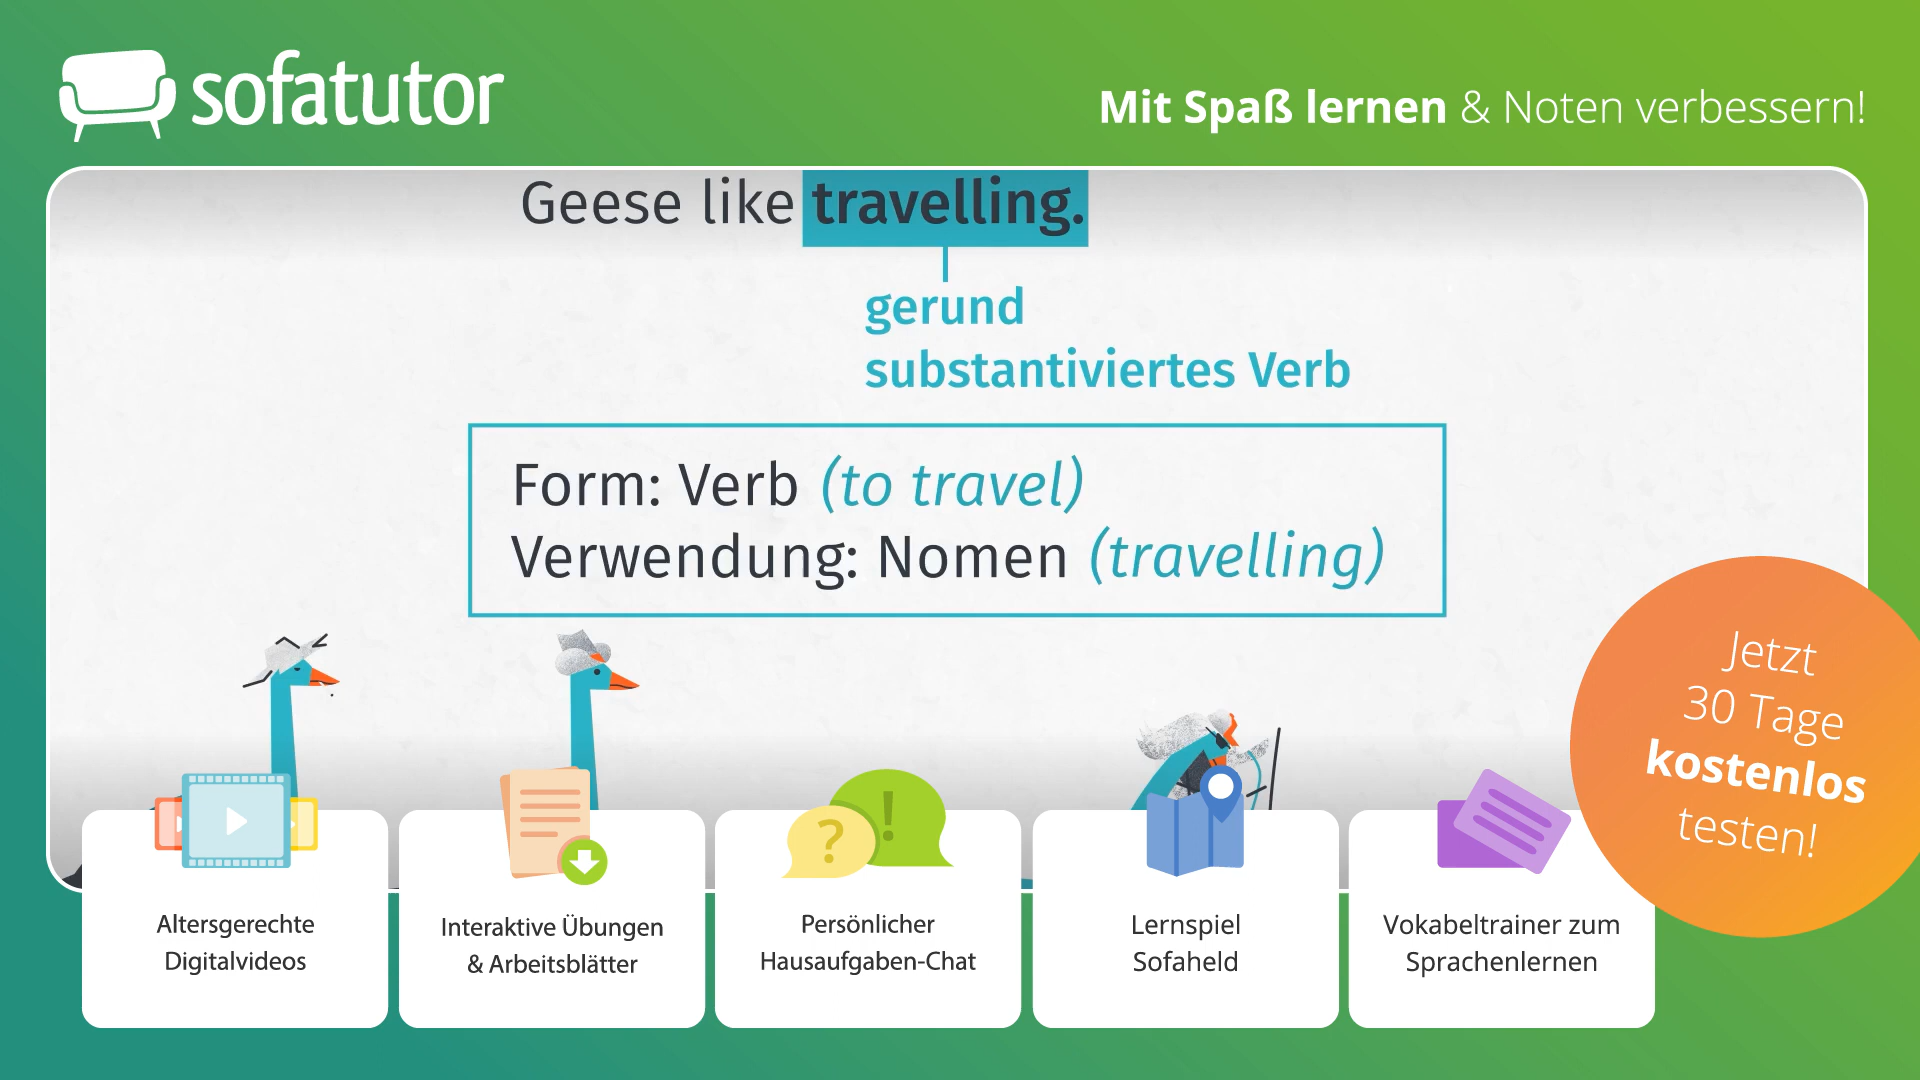 sofatutor
Mit Spaß lernen & Noten verbessern!
Geese like travelling.
gerund
substantiviertes Verb
Form: Verb (to travel)
Verwendung: Nomen (travelling)
Jetzt
30 Tage
kostenlos
testen!
? !
Altersgerechte
Digitalvideos
Interaktive Übungen
& Arbeitsblätter
Persönlicher
Hausaufgaben-Chat
Lernspiel
Sofaheld
Vokabeltrainer zum
Sprachenlernen